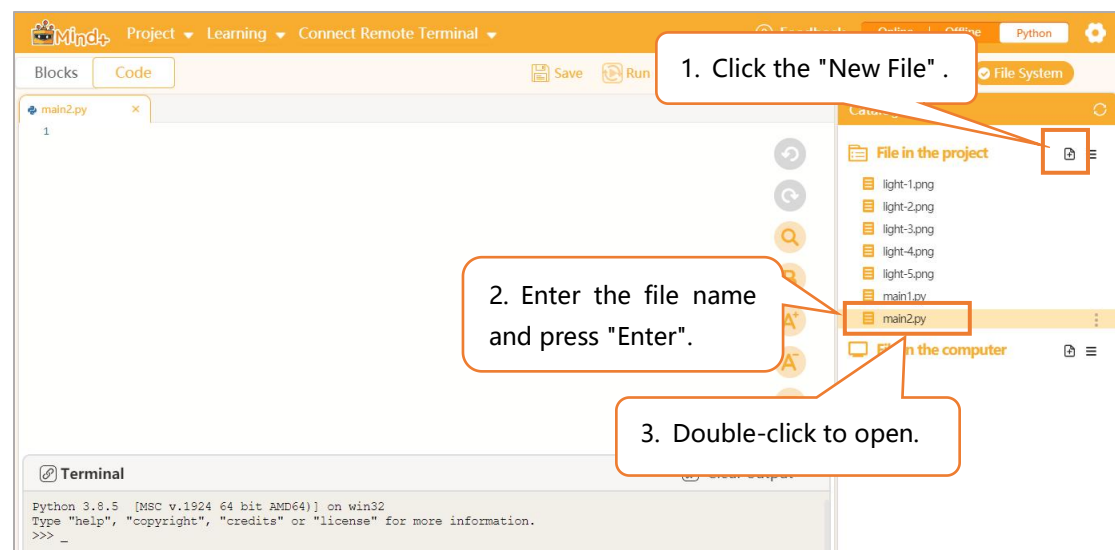 Mind+ Project Learning Connect Remote Terminal Python
Blocks Code Save Run File System
1. Click the "New File" .
main2.py ×
1
File in the project
light-1.png
light-2.png
light-3.png
light-4.png
light-5.png
main1.py
main2.py
2. Enter the file name
and press "Enter".
A+
A-
the computer
3. Double-click to open.
Terminal
Python 3.8.5 [MSC v.1924 64 bit AMD64)] on win32
Type "help", "copyright", "credits" or "license" for more information.
>>> _